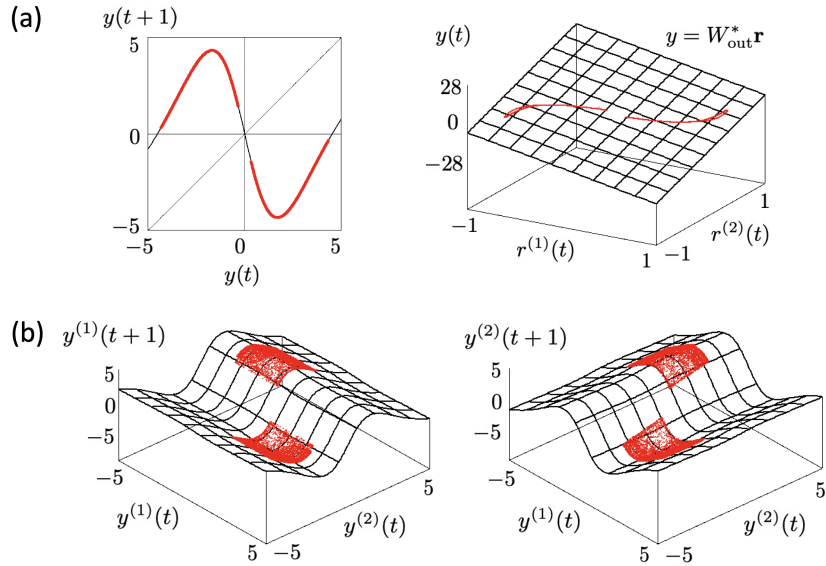 (a)
y(t + 1)
5
0
−5
−5
0
5
y(t)
y(t)
y = W*out r
28
0
−28
−1
r(1)(t)
1
−1
r(2)(t)
1
(b)
y(1)(t + 1)
5
0
−5
−5
y(1)(t)
5
−5
y(2)(t)
5
y(2)(t + 1)
5
0
−5
−5
y(1)(t)
5
−5
y(2)(t)
5